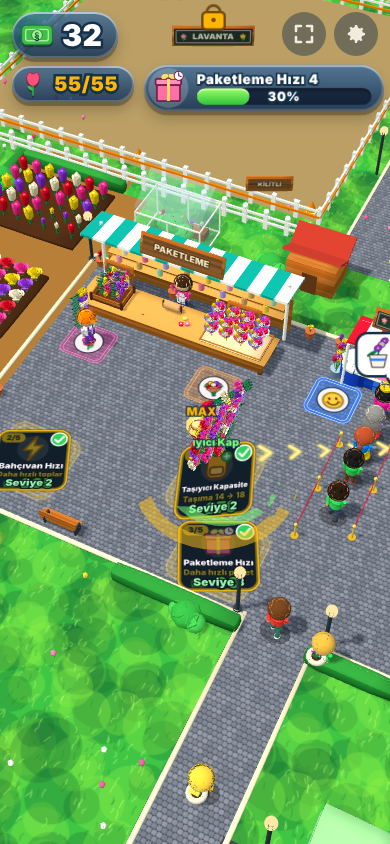 32
LAVANTA
55/55
Paketleme Hızı 4
30%
KİLİTLİ
PAKETLEME
MAX
2/5
Bahçıvan Hızı
Daha hızlı toplar
Seviye 2
Taşıyıcı Kapasite
Taşıma 14 → 18
Seviye 2
3/5
Paketleme Hızı
Daha hızlı
Seviye